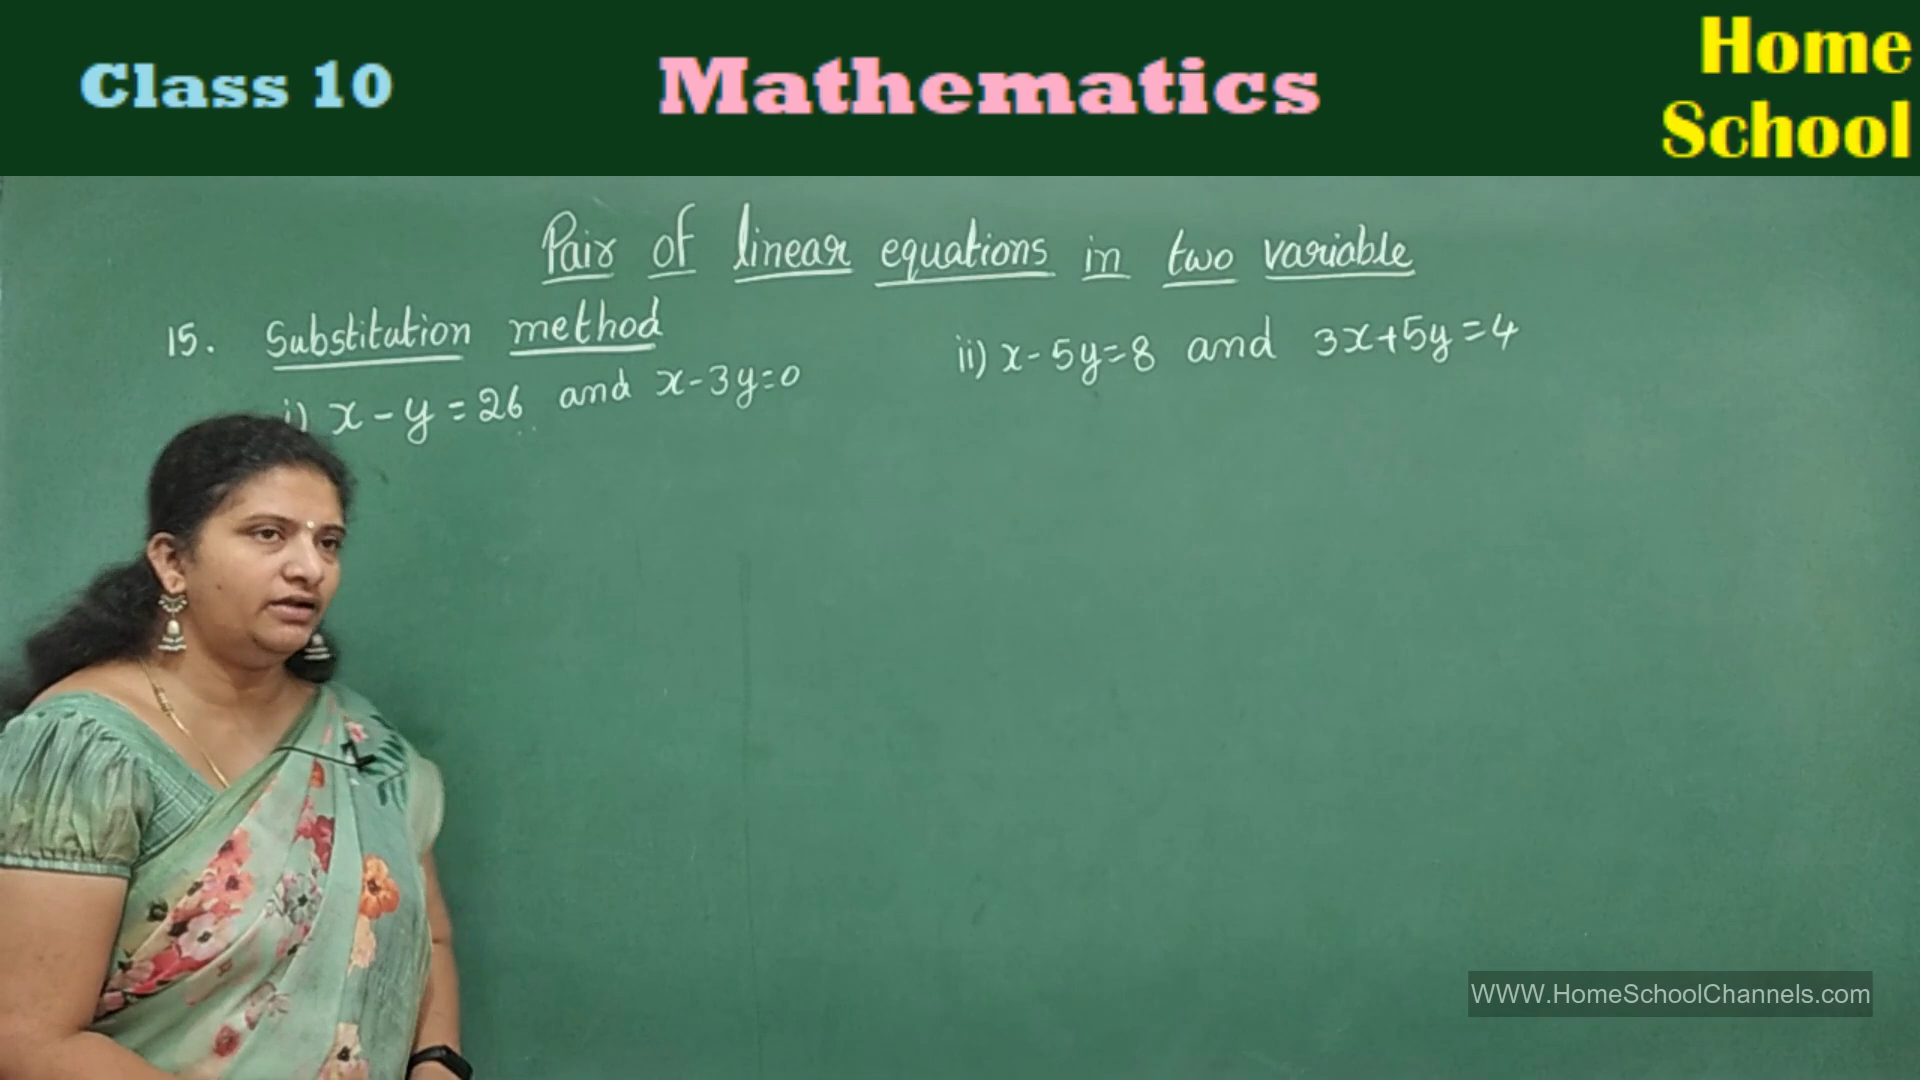 Class 10
Mathematics
Home
School
Pair of linear equations in two variable
15. Substitution method
i) x - y = 26 and x - 3y = 0
ii) x - 5y = 8 and 3x + 5y = 4
WWW.HomeSchoolChannels.com